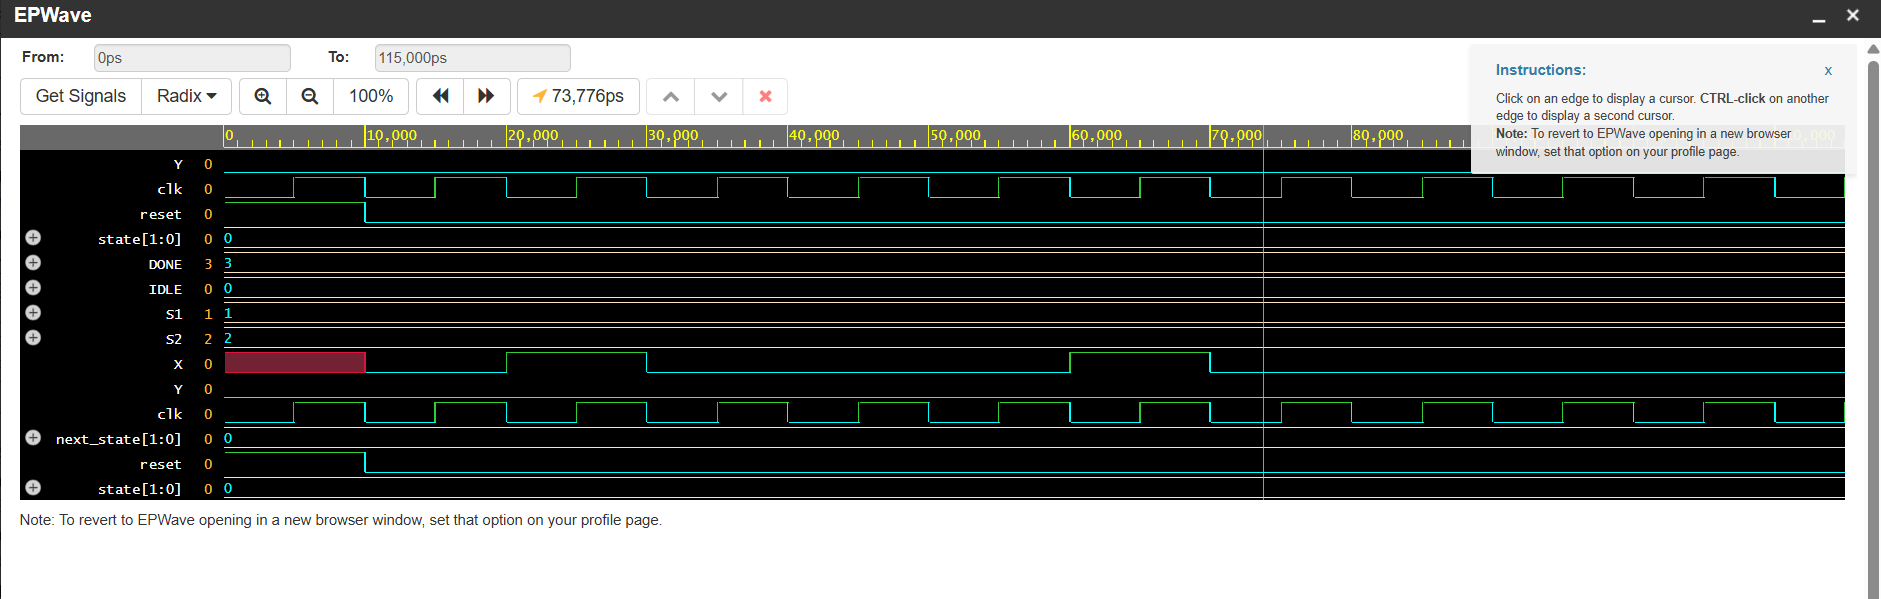 EPWave
From: 0ps To: 115,000ps
Get Signals Radix 100% 73,776ps
Instructions: x
Click on an edge to display a cursor. CTRL-click on another
edge to display a second cursor.
Note: To revert to EPWave opening in a new browser
window, set that option on your profile page.
0 10,000 20,000 30,000 40,000 50,000 60,000 70,000 80,000
Y 0
clk 0
reset 0
state[1:0] 0 0
DONE 3 3
IDLE 0 0
S1 1 1
S2 2 2
X 0
Y 0
clk 0
next_state[1:0] 0 0
reset 0
state[1:0] 0 0
Note: To revert to EPWave opening in a new browser window, set that option on your profile page.